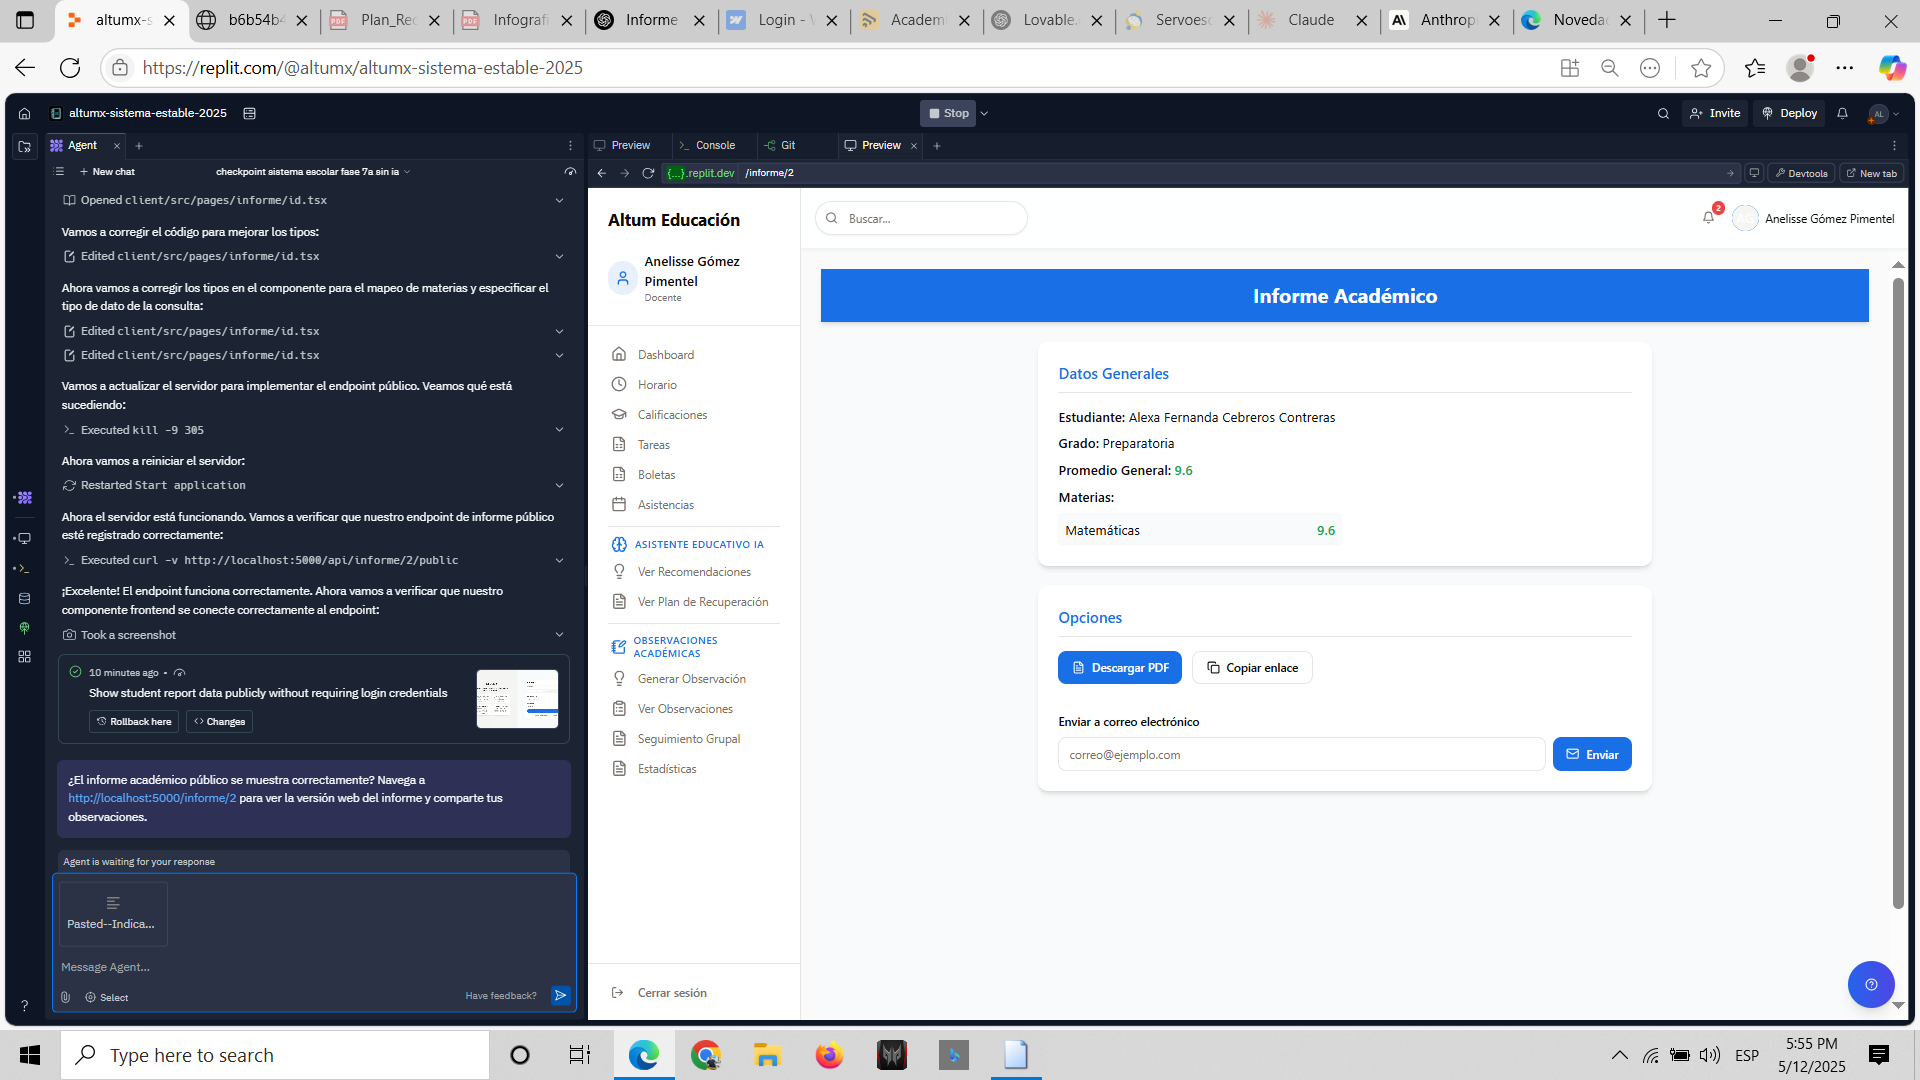 altumx-s
b6b54b4
Plan_Rec
Infografi
Informe
Login - V
Academi
Lovable.
Servoesc
Claude
Anthrop
Noveda
https://replit.com/@altumx/altumx-sistema-estable-2025
altumx-sistema-estable-2025
Stop
Invite
Deploy
AL
Agent
Preview
Console
Git
Preview
New chat
checkpoint sistema escolar fase 7a sin ia
{...}.replit.dev
/informe/2
Devtools
New tab
Opened client/src/pages/informe/id.tsx
Vamos a corregir el código para mejorar los tipos:
Edited client/src/pages/informe/id.tsx
Ahora vamos a corregir los tipos en el componente para el mapeo de materias y especificar el
tipo de dato de la consulta:
Edited client/src/pages/informe/id.tsx
Edited client/src/pages/informe/id.tsx
Vamos a actualizar el servidor para implementar el endpoint público. Veamos qué está
sucediendo:
Executed kill -9 305
Ahora vamos a reiniciar el servidor:
Restarted Start application
Ahora el servidor está funcionando. Vamos a verificar que nuestro endpoint de informe público
esté registrado correctamente:
Executed curl -v http://localhost:5000/api/informe/2/public
¡Excelente! El endpoint funciona correctamente. Ahora vamos a verificar que nuestro
componente frontend se conecte correctamente al endpoint:
Took a screenshot
10 minutes ago •
Show student report data publicly without requiring login credentials
Rollback here
Changes
¿El informe académico público se muestra correctamente? Navega a
http://localhost:5000/informe/2 para ver la versión web del informe y comparte tus
observaciones.
Agent is waiting for your response
Pasted--Indica...
Message Agent...
Select
Have feedback?
Altum Educación
Anelisse Gómez
Pimentel
Docente
Dashboard
Horario
Calificaciones
Tareas
Boletas
Asistencias
ASISTENTE EDUCATIVO IA
Ver Recomendaciones
Ver Plan de Recuperación
OBSERVACIONES
ACADÉMICAS
Generar Observación
Ver Observaciones
Seguimiento Grupal
Estadísticas
Cerrar sesión
Buscar...
2
AG
Anelisse Gómez Pimentel
Informe Académico
Datos Generales
Estudiante: Alexa Fernanda Cebreros Contreras
Grado: Preparatoria
Promedio General: 9.6
Materias:
Matemáticas 9.6
Opciones
Descargar PDF
Copiar enlace
Enviar a correo electrónico
correo@ejemplo.com
Enviar
Type here to search
ESP
5:55 PM
5/12/2025